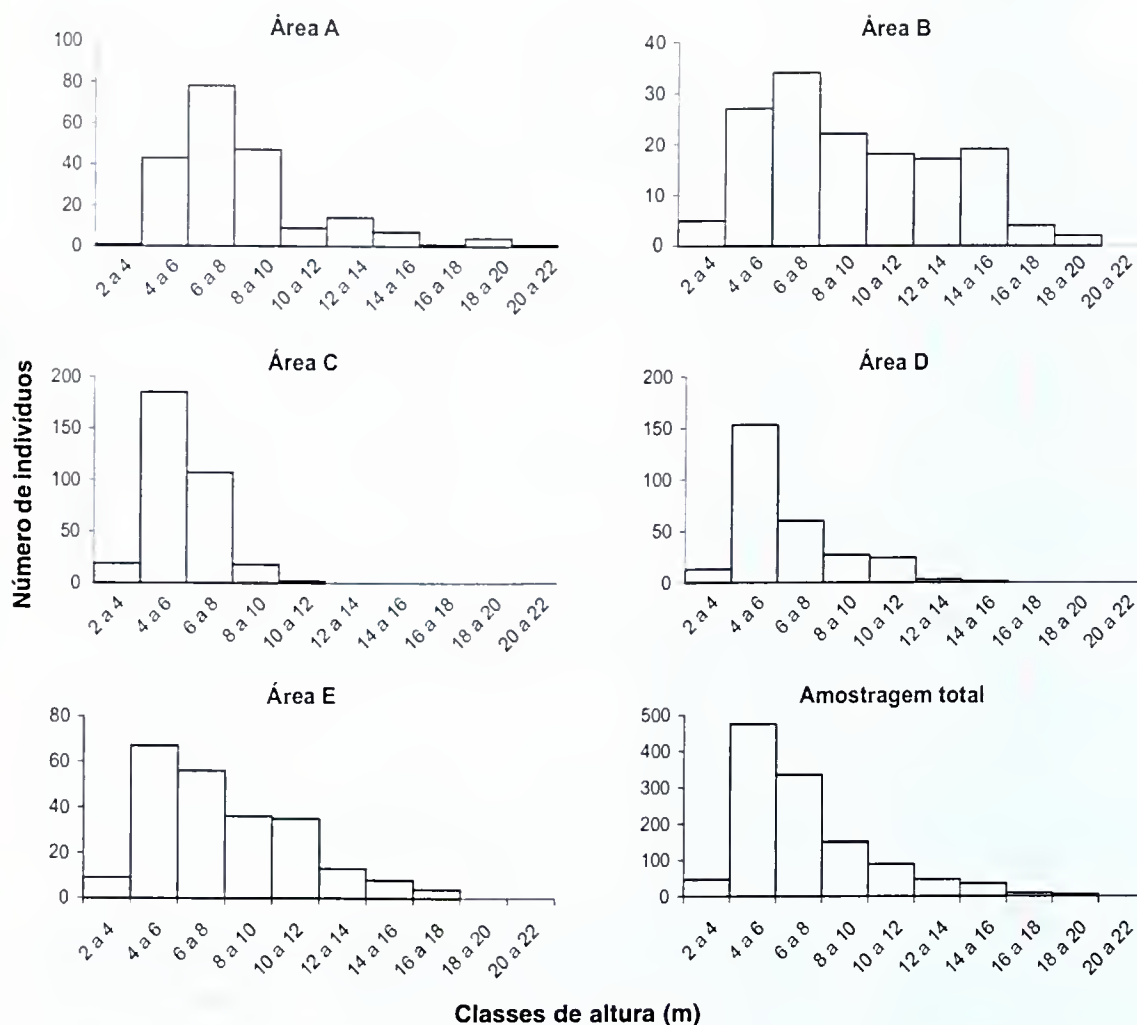 Área A
100
80
60
40
20
0
2 a 4
4 a 6
6 a 8
8 a 10
10 a 12
12 a 14
14 a 16
16 a 18
18 a 20
20 a 22
Área B
40
30
20
10
0
2 a 4
4 a 6
6 a 8
8 a 10
10 a 12
12 a 14
14 a 16
16 a 18
18 a 20
20 a 22
Número de indivíduos
Área C
200
150
100
50
0
2 a 4
4 a 6
6 a 8
8 a 10
10 a 12
12 a 14
14 a 16
16 a 18
18 a 20
20 a 22
Área D
200
150
100
50
0
2 a 4
4 a 6
6 a 8
8 a 10
10 a 12
12 a 14
14 a 16
16 a 18
18 a 20
20 a 22
Área E
80
60
40
20
0
2 a 4
4 a 6
6 a 8
8 a 10
10 a 12
12 a 14
14 a 16
16 a 18
18 a 20
20 a 22
Amostragem total
500
400
300
200
100
0
2 a 4
4 a 6
6 a 8
8 a 10
10 a 12
12 a 14
14 a 16
16 a 18
18 a 20
20 a 22
Classes de altura (m)